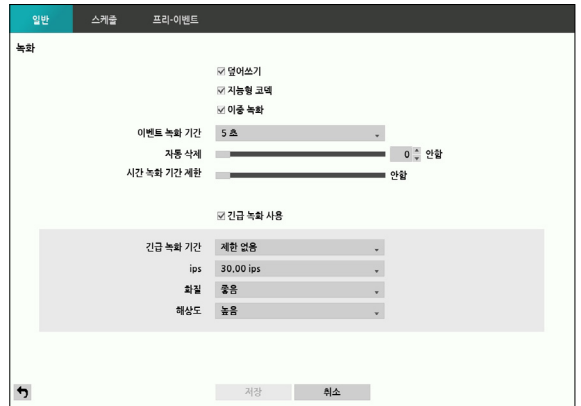 일반 스케줄 프리-이벤트
녹화
덮어쓰기
지능형 코덱
이중 녹화
이벤트 녹화 기간 5 초
자동 삭제 0 안함
시간 녹화 기간 제한 안함
긴급 녹화 사용
긴급 녹화 기간 제한 없음
ips 30.00 ips
화질 좋음
해상도 높음
저장 취소